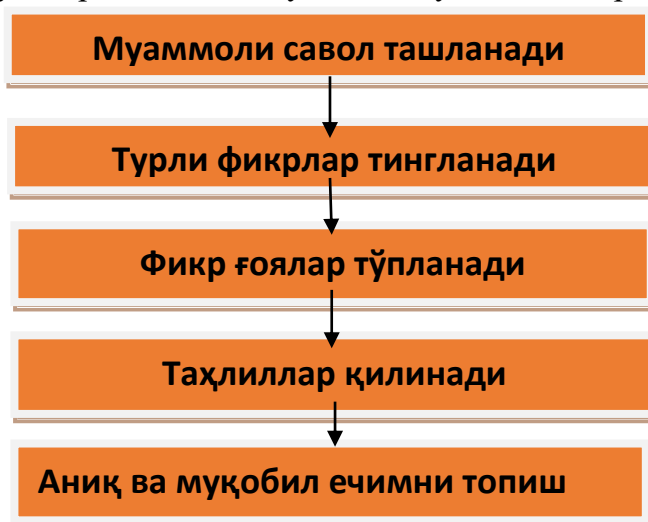 Муаммоли савол ташланади
Турли фикрлар тингланади
Фикр ғоялар тўпланади
Таҳлиллар қилинади
Аниқ ва муқобил ечимни топиш